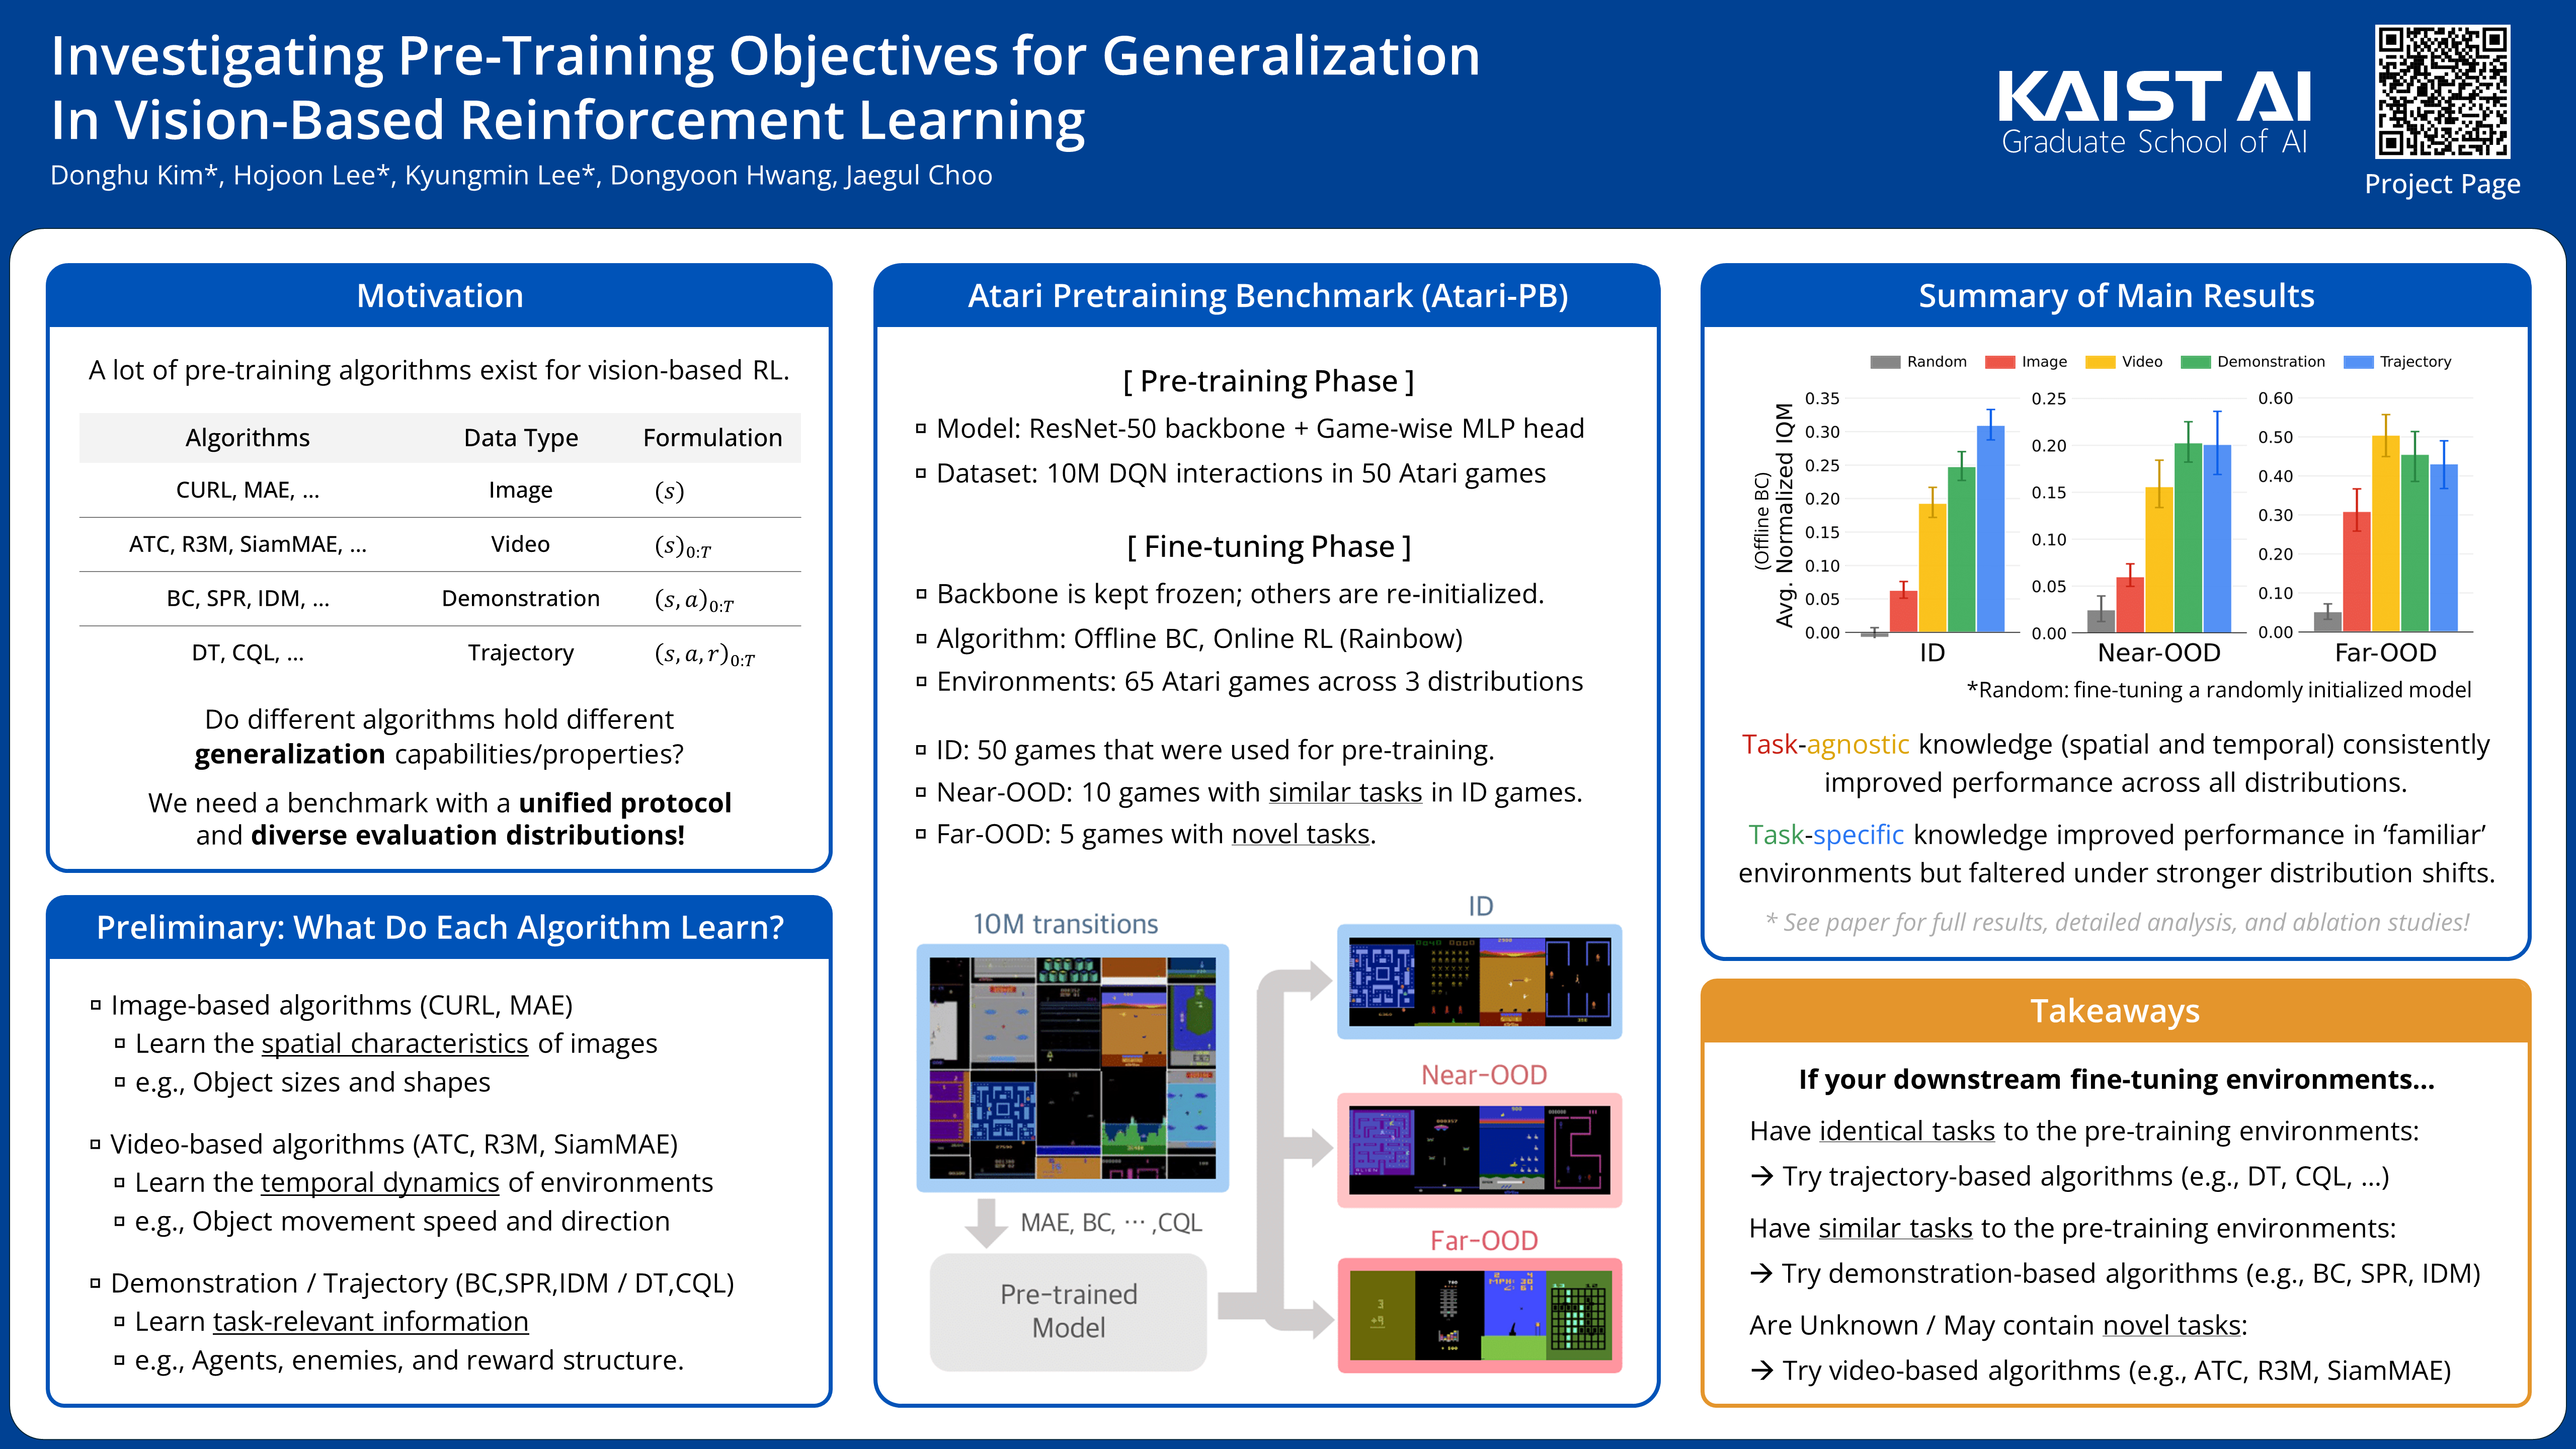 Investigating Pre-Training Objectives for Generalization
In Vision-Based Reinforcement Learning
Donghu Kim*, Hojoon Lee*, Kyungmin Lee*, Dongyoon Hwang, Jaegul Choo
KAIST AI
Graduate School of AI
Project Page
Motivation
A lot of pre-training algorithms exist for vision-based RL.
Algorithms Data Type Formulation
CURL, MAE, ... Image (s)
ATC, R3M, SiamMAE, ... Video (s)0:T
BC, SPR, IDM, ... Demonstration (s, a)0:T
DT, CQL, ... Trajectory (s, a, r)0:T
Do different algorithms hold different
generalization capabilities/properties?
We need a benchmark with a unified protocol
and diverse evaluation distributions!
Preliminary: What Do Each Algorithm Learn?
Image-based algorithms (CURL, MAE)
Learn the spatial characteristics of images
e.g., Object sizes and shapes
Video-based algorithms (ATC, R3M, SiamMAE)
Learn the temporal dynamics of environments
e.g., Object movement speed and direction
Demonstration / Trajectory (BC,SPR,IDM / DT,CQL)
Learn task-relevant information
e.g., Agents, enemies, and reward structure.
Atari Pretraining Benchmark (Atari-PB)
[ Pre-training Phase ]
Model: ResNet-50 backbone + Game-wise MLP head
Dataset: 10M DQN interactions in 50 Atari games
[ Fine-tuning Phase ]
Backbone is kept frozen; others are re-initialized.
Algorithm: Offline BC, Online RL (Rainbow)
Environments: 65 Atari games across 3 distributions
ID: 50 games that were used for pre-training.
Near-OOD: 10 games with similar tasks in ID games.
Far-OOD: 5 games with novel tasks.
10M transitions
MAE, BC, ··· ,CQL
Pre-trained
Model
ID
Near-OOD
Far-OOD
3
+9
Summary of Main Results
Random Image Video Demonstration Trajectory
(Offline BC)
Avg. Normalized IQM
0.35
0.30
0.25
0.20
0.15
0.10
0.05
0.00
ID
0.25
0.20
0.15
0.10
0.05
0.00
Near-OOD
0.60
0.50
0.40
0.30
0.20
0.10
0.00
Far-OOD
*Random: fine-tuning a randomly initialized model
Task-agnostic knowledge (spatial and temporal) consistently
improved performance across all distributions.
Task-specific knowledge improved performance in ‘familiar’
environments but faltered under stronger distribution shifts.
* See paper for full results, detailed analysis, and ablation studies!
Takeaways
If your downstream fine-tuning environments...
Have identical tasks to the pre-training environments:
→ Try trajectory-based algorithms (e.g., DT, CQL, ...)
Have similar tasks to the pre-training environments:
→ Try demonstration-based algorithms (e.g., BC, SPR, IDM)
Are Unknown / May contain novel tasks:
→ Try video-based algorithms (e.g., ATC, R3M, SiamMAE)